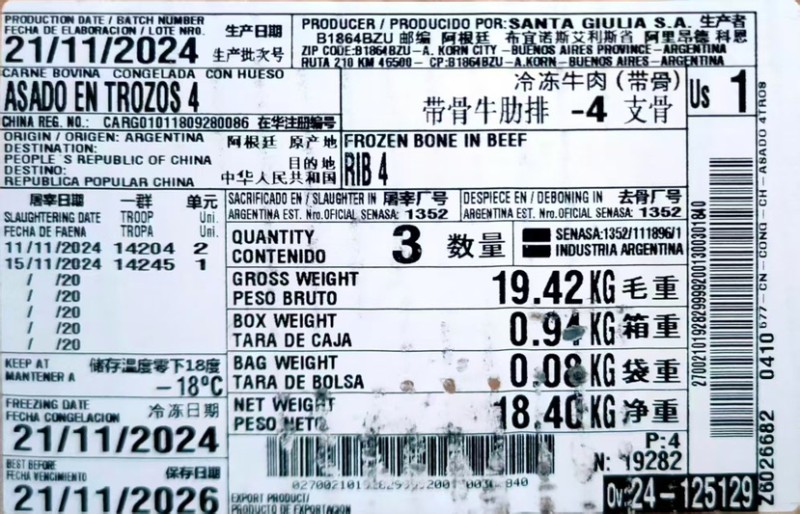 PRODUCTION DATE / BATCH NUMBER
FECHA DE ELABORACION / LOTE NRO.
生产日期
21/11/2024 生产批次号
PRODUCER / PRODUCIDO POR: SANTA GIULIA S.A. 生产者
B1864BZU 邮编 阿根廷, 布宜诺斯艾利斯省 阿里昂德 科恩
ZIP CODE:B1864BZU-A. KORN CITY -BUENOS AIRES PROVINCE-ARGENTINA
RUTA 210 KM 46500- CP:B1864BZU-A.KORN-BUENOS AIRES-ARGENTINA
CARNE BOVINA CONGELADA CON HUESO
ASADO EN TROZOS 4
CHINA REG. NO.: CARG01011809280086 在华注册编号
冷冻牛肉 (带骨)
带骨牛肋排 -4 支骨
Us 1
ORIGIN / ORIGEN: ARGENTINA 阿根廷 原产地
DESTINATION: 目的地
PEOPLE´S REPUBLIC OF CHINA
DESTINO: 中华人民共和国
REPUBLICA POPULAR CHINA
FROZEN BONE IN BEEF
RIB 4
屠宰日期 一群 单元
SLAUGHTERING DATE TROOP Uni.
FECHA DE FAENA TROPA Uni.
11/11/2024 14204 2
15/11/2024 14245 1
/ /20
/ /20
/ /20
/ /20
/ /20
SACRIFICADO EN / SLAUGHTER IN 屠宰厂号
ARGENTINA EST. Nro.OFICIAL SENASA: 1352
DESPIECE EN / DEBONING IN 去骨厂号
ARGENTINA EST. Nro.OFICIAL SENASA: 1352
QUANTITY
CONTENIDO 3 数量
SENASA:1352/111896/1
INDUSTRIA ARGENTINA
GROSS WEIGHT
PESO BRUTO 19.42 KG 毛重
BOX WEIGHT
TARA DE CAJA 0.94 KG 箱重
BAG WEIGHT
TARA DE BOLSA 0.08 KG 袋重
NET WEIGHT
PESO NETO 18.40 KG 净重
KEEP AT 储存温度零下18度
MANTENER A -18ºC
FREEZING DATE 冷冻日期
FECHA CONGELACION
21/11/2024
BEST BEFORE 保存日期
FECHA VENCIMIENTO
21/11/2026
P:4
N: 19282
EXPORT PRODUCT/
PRODUCTO DE EXPORTACION
24-125129
577-CN-CONG-CH-ASADO 4TROS
Z6026682 0410